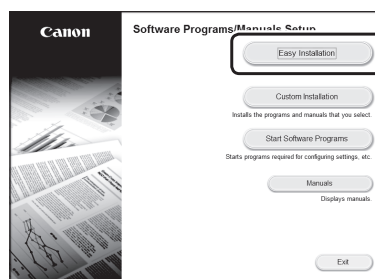 Canon
Software Programs/Manuals Setup
Easy Installation
Custom Installation
Installs the programs and manuals that you select.
Start Software Programs
Starts programs required for configuring settings, etc.
Manuals
Displays manuals.
Exit